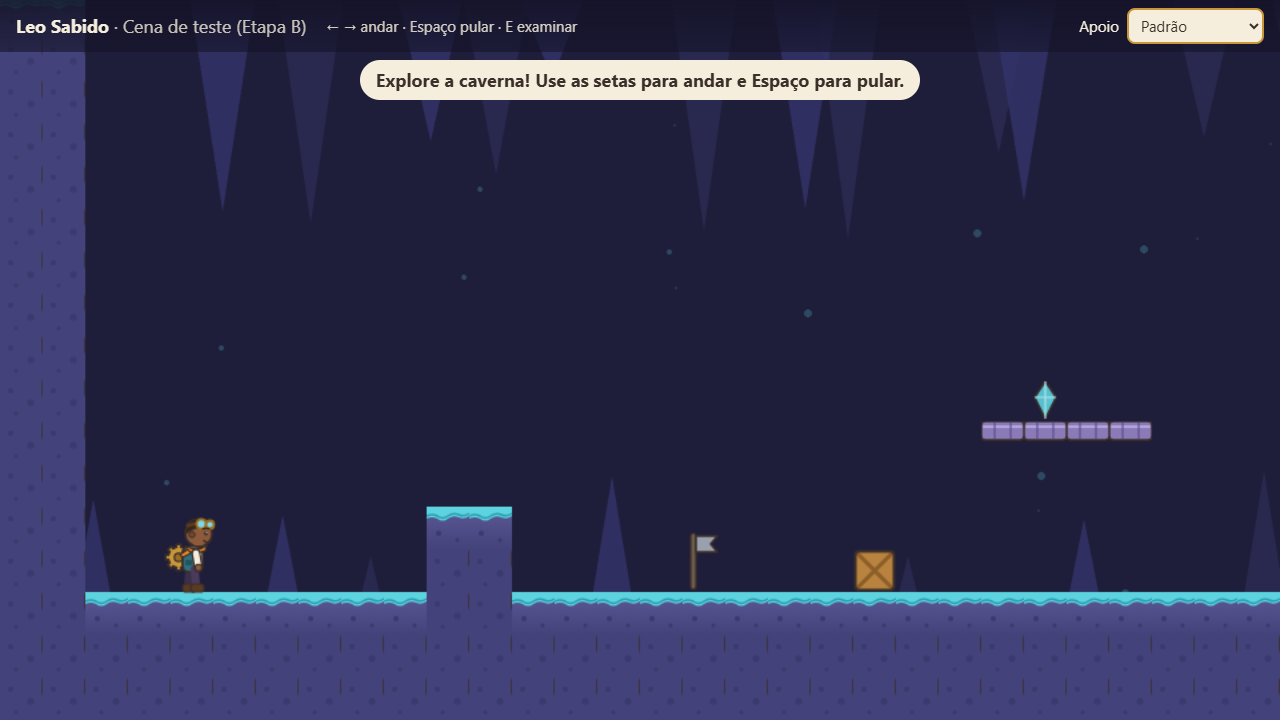 Leo Sabido · Cena de teste (Etapa B) ← → andar · Espaço pular · E examinar Apoio Padrão
Explore a caverna! Use as setas para andar e Espaço para pular.